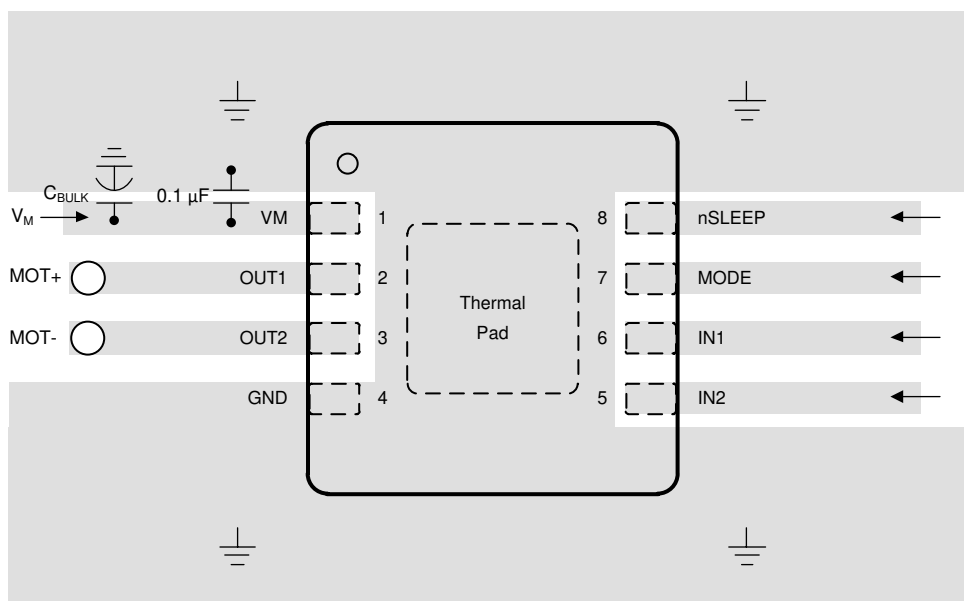 C_BULK
0.1 µF
V_M
VM
1
8
nSLEEP
MOT+
OUT1
2
7
MODE
Thermal
Pad
MOT-
OUT2
3
6
IN1
GND
4
5
IN2